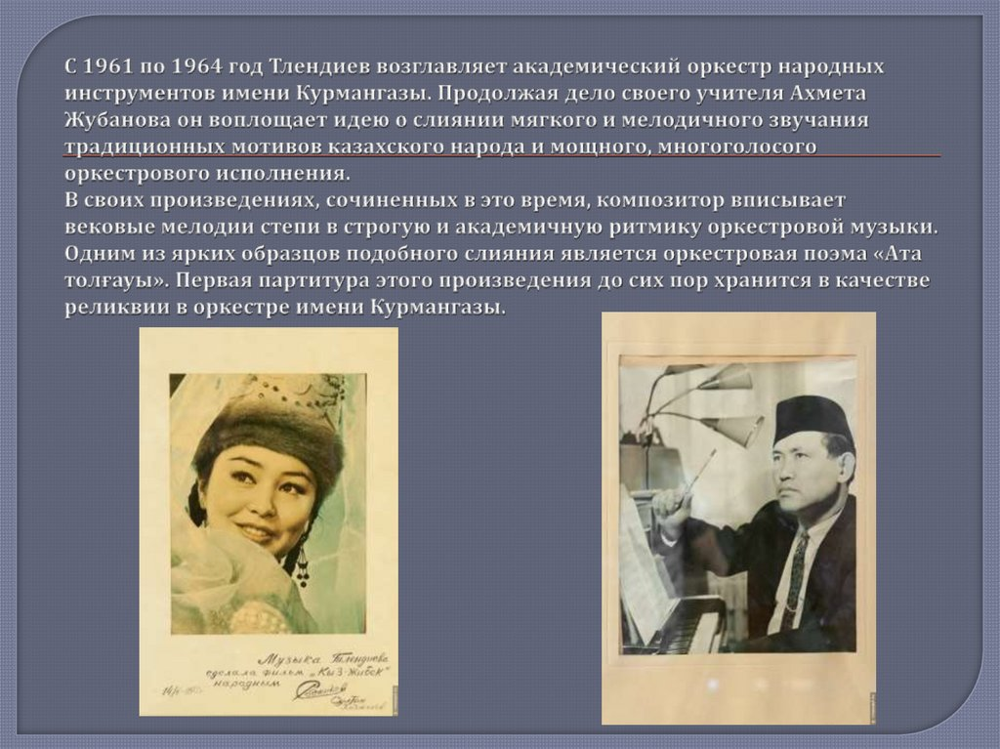 С 1961 по 1964 год Тлендиев возглавляет академический оркестр народных
инструментов имени Курмангазы. Продолжая дело своего учителя Ахмета
Жубанова он воплощает идею о слиянии мягкого и мелодичного звучания
традиционных мотивов казахского народа и мощного, многоголосого
оркестрового исполнения.
В своих произведениях, сочиненных в это время, композитор вписывает
вековые мелодии степи в строгую и академичную ритмику оркестровой музыки.
Одним из ярких образцов подобного слияния является оркестровая поэма «Ата
толғауы». Первая партитура этого произведения до сих пор хранится в качестве
реликвии в оркестре имени Курмангазы.
Музыка Тлендиева
сделала фильм „Кыз-Жибек"
народным